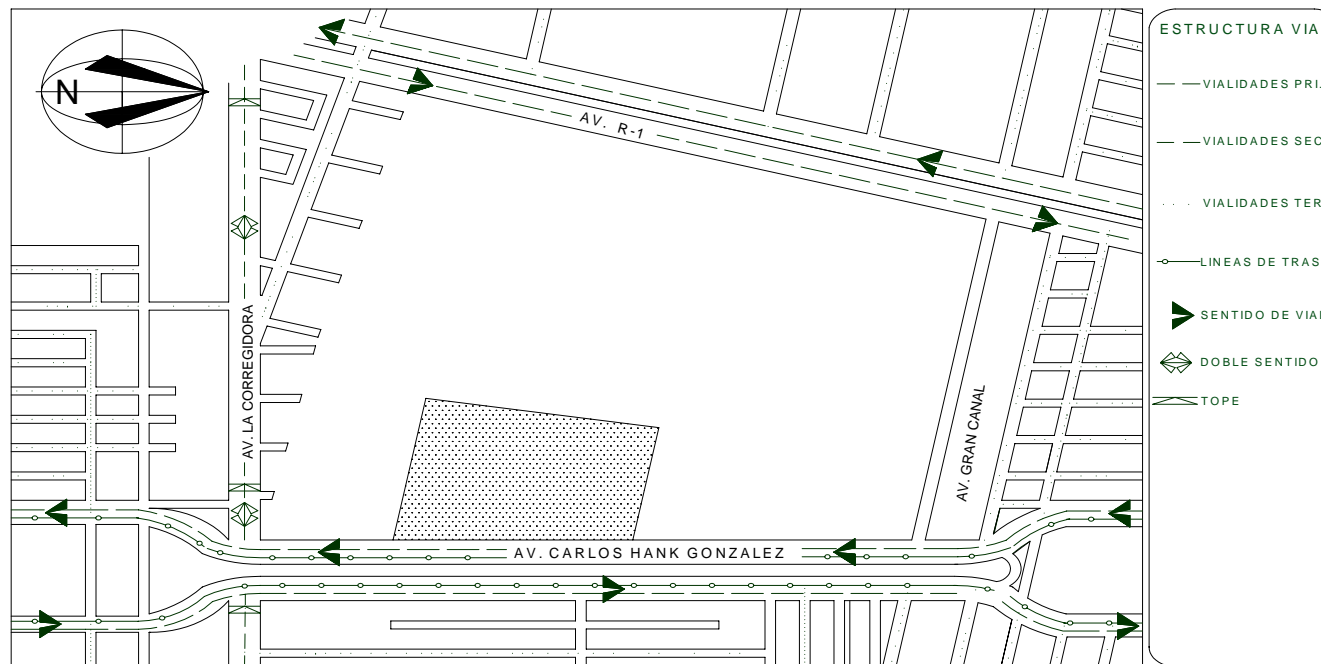 N
AV. R-1
AV. LA CORREGIDORA
AV. GRAN CANAL
AV. CARLOS HANK GONZALEZ
ESTRUCTURA VIA
VIALIDADES PRI
VIALIDADES SEC
VIALIDADES TER
LINEAS DE TRAS
SENTIDO DE VIA
DOBLE SENTIDO
TOPE